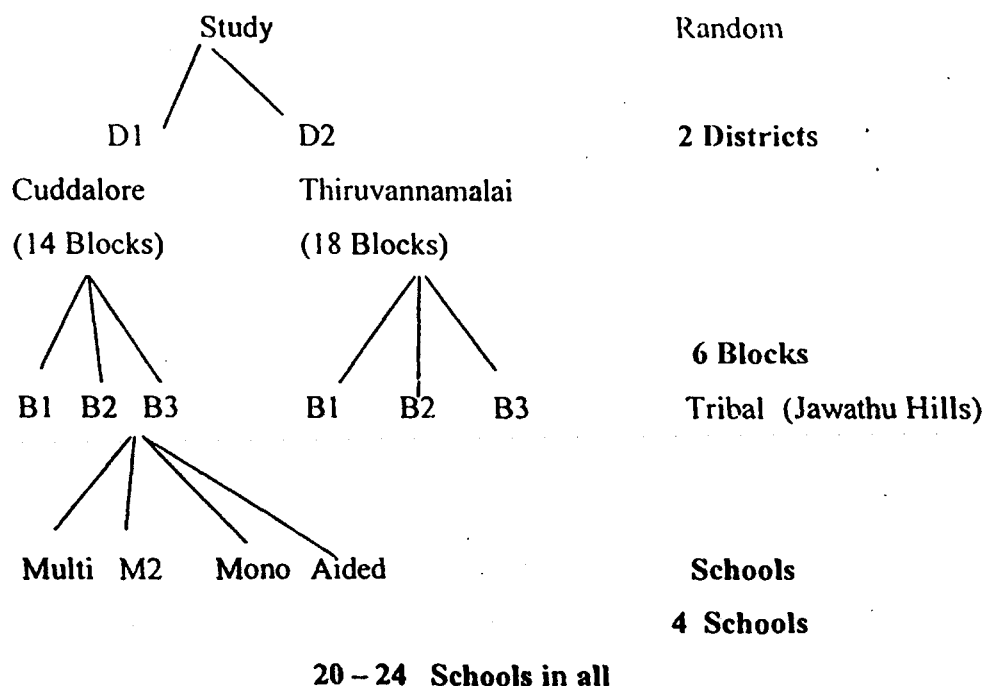 Study Random
D1 D2 2 Districts
Cuddalore Thiruvannamalai
(14 Blocks) (18 Blocks)
6 Blocks
B1 B2 B3 B1 B2 B3 Tribal (Jawathu Hills)
Multi M2 Mono Aided Schools
4 Schools
20 – 24 Schools in all